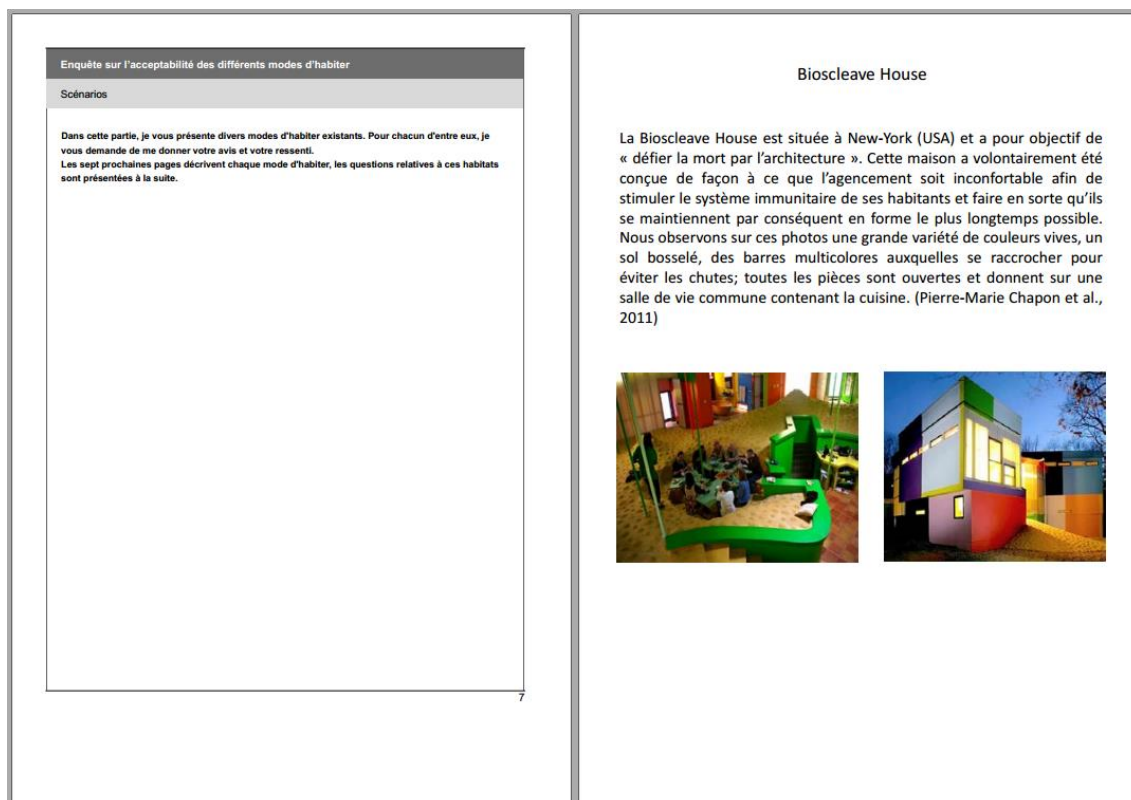 Enquête sur l'acceptabilité des différents modes d'habiter
Scénarios
Dans cette partie, je vous présente divers modes d'habiter existants. Pour chacun d'entre eux, je
vous demande de me donner votre avis et votre ressenti.
Les sept prochaines pages décrivent chaque mode d'habiter, les questions relatives à ces habitats
sont présentées à la suite.
7
Bioscleave House
La Bioscleave House est située à New-York (USA) et a pour objectif de
« défier la mort par l'architecture ». Cette maison a volontairement été
conçue de façon à ce que l'agencement soit inconfortable afin de
stimuler le système immunitaire de ses habitants et faire en sorte qu'ils
se maintiennent par conséquent en forme le plus longtemps possible.
Nous observons sur ces photos une grande variété de couleurs vives, un
sol bosselé, des barres multicolores auxquelles se raccrocher pour
éviter les chutes; toutes les pièces sont ouvertes et donnent sur une
salle de vie commune contenant la cuisine. (Pierre-Marie Chapon et al.,
2011)